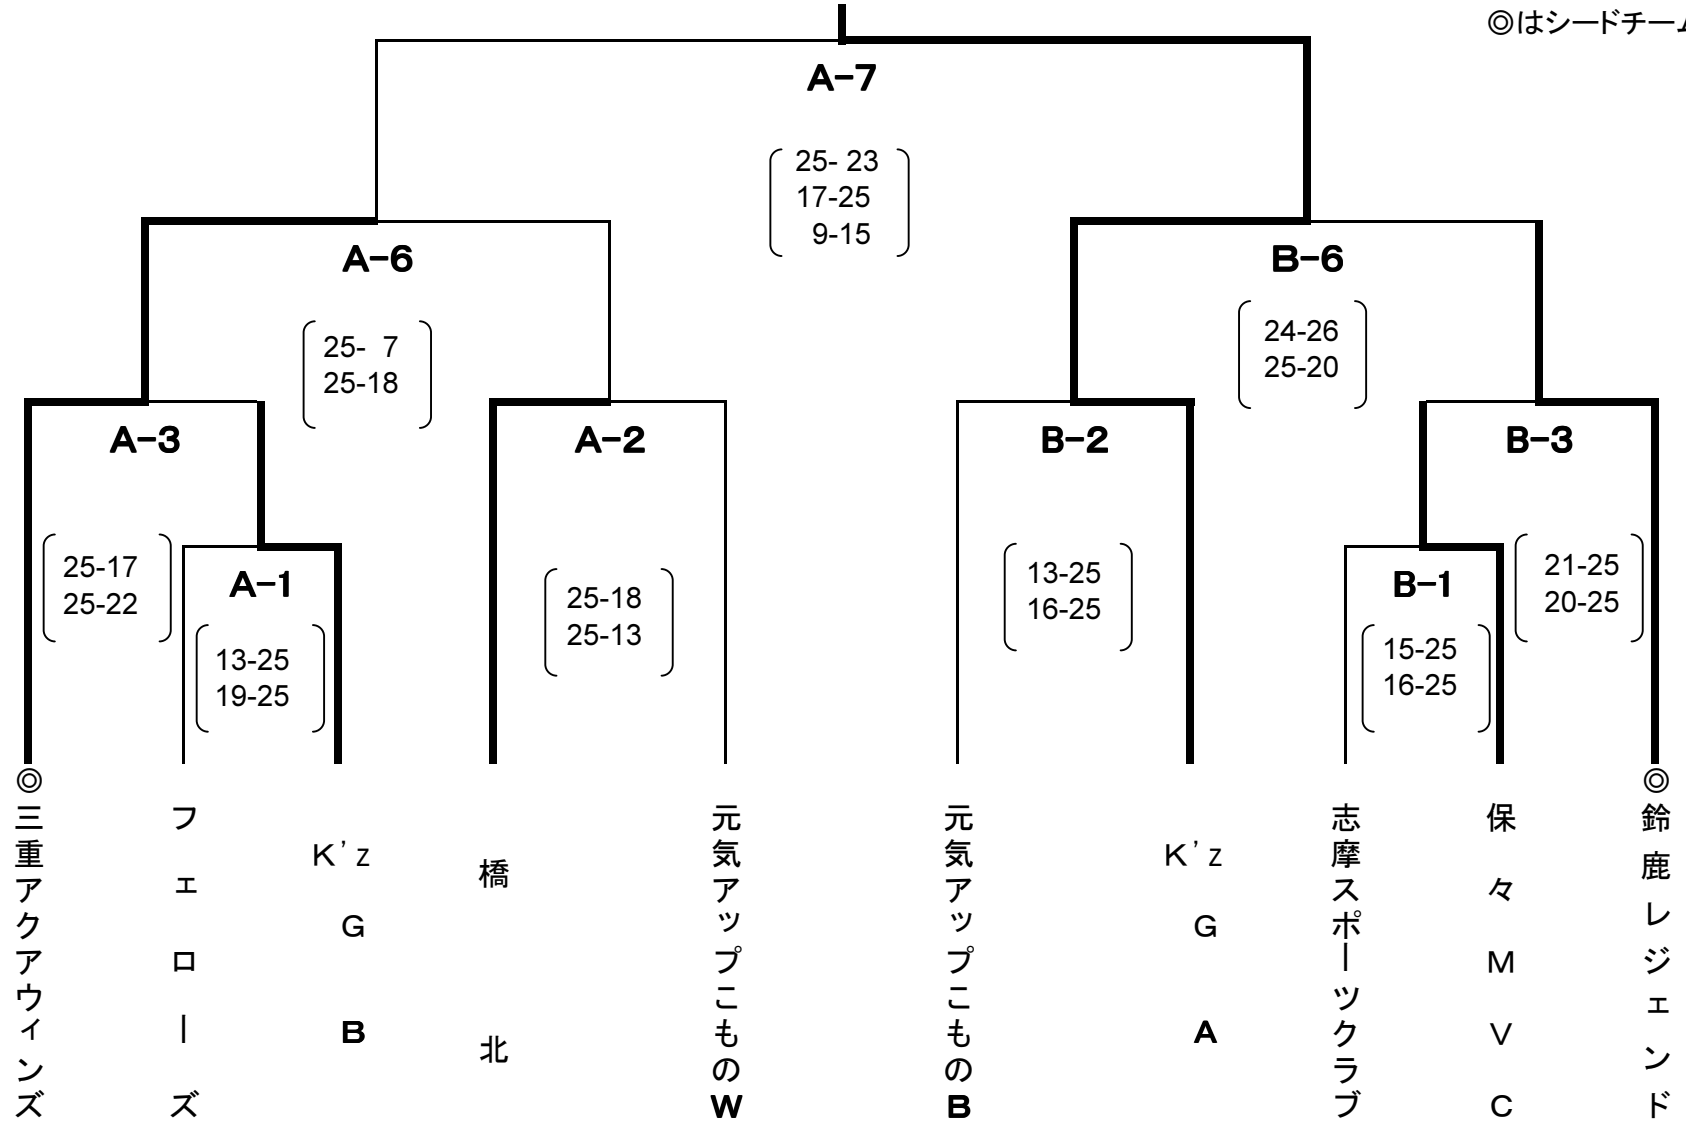 ◎はシードチーム
A-7
25- 23
17-25
9-15
A-6
25- 7
25-18
B-6
24-26
25-20
A-3
25-17
25-22
A-1
13-25
19-25
A-2
25-18
25-13
B-2
13-25
16-25
B-1
15-25
16-25
B-3
21-25
20-25
◎三重アクアウィンズ
フェローズ
K'z G B
橋北
元気アップこものW
元気アップこものB
K'z G A
志摩スポーツクラブ
保々MVC
◎鈴鹿レジェンド